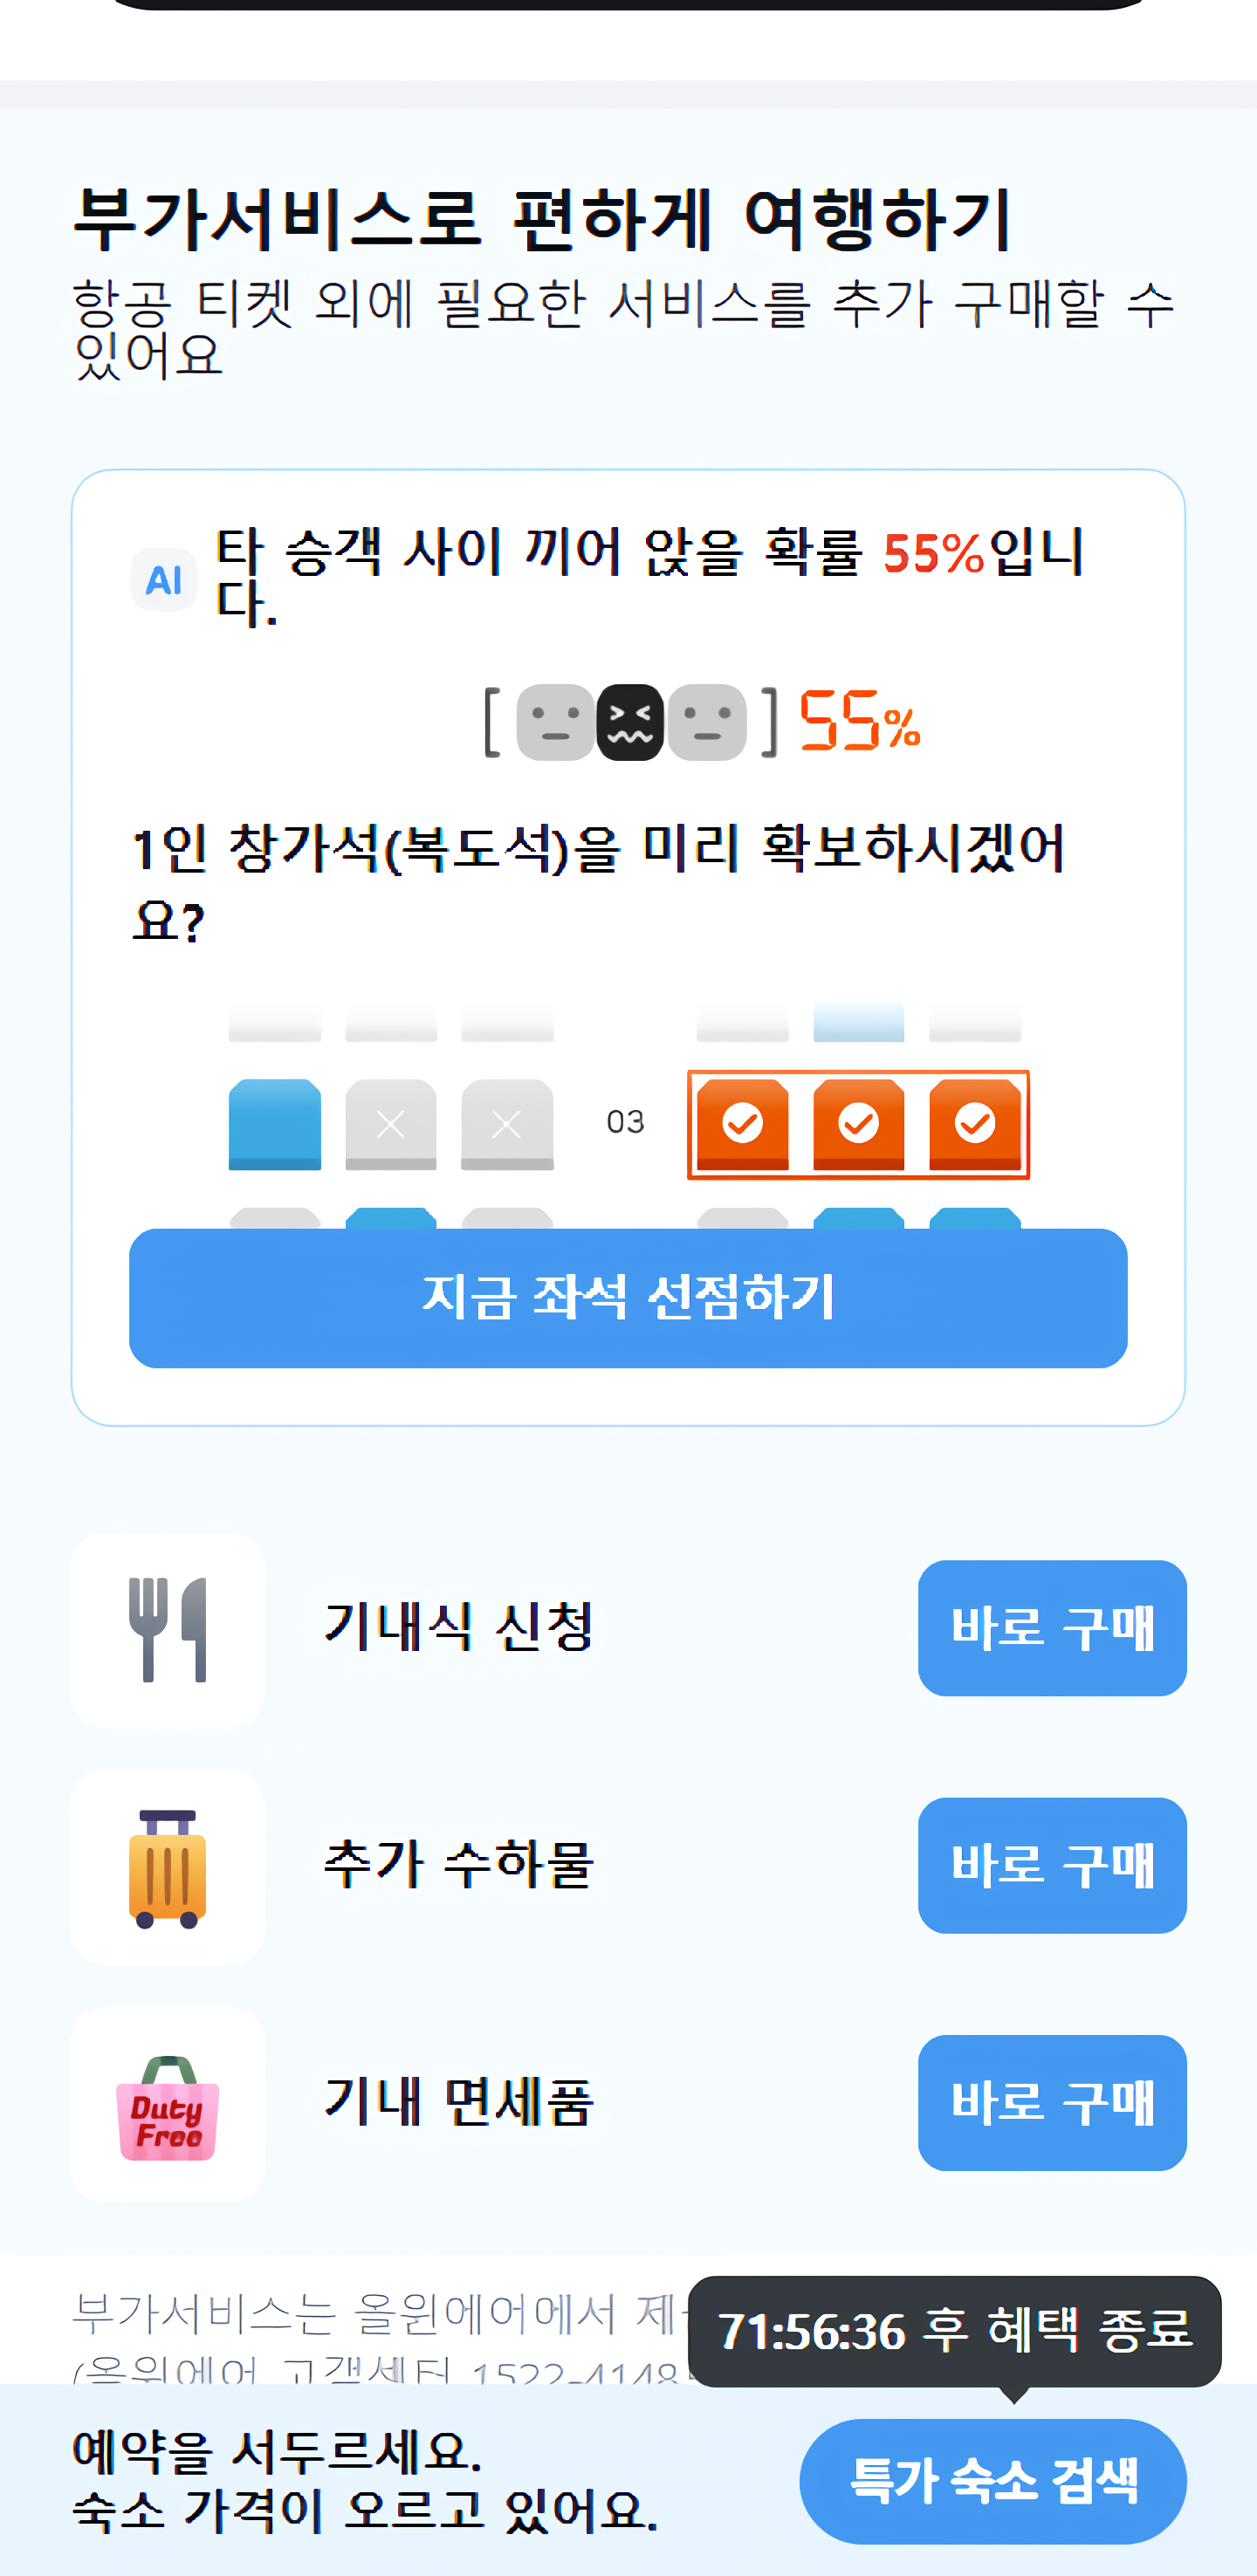 부가서비스로 편하게 여행하기
항공 티켓 외에 필요한 서비스를 추가 구매할 수
있어요
AI
타 승객 사이 끼어 앉을 확률 55%입니
다.
[ ] 55%
1인 창가석(복도석)을 미리 확보하시겠어
요?
03
지금 좌석 선점하기
기내식 신청
바로 구매
추가 수하물
바로 구매
Duty
Free
기내 면세품
바로 구매
부가서비스는 올윈에어에서 제
71:56:36 후 혜택 종료
(올윈에어 고객센터 1522-4148
예약을 서두르세요.
숙소 가격이 오르고 있어요.
특가 숙소 검색